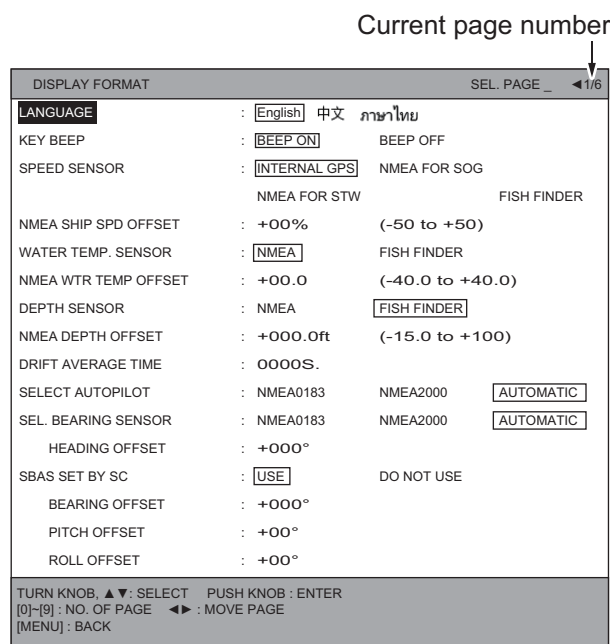 Current page number
DISPLAY FORMAT SEL. PAGE _ ◄1/6
LANGUAGE : English 中文 ภาษาไทย
KEY BEEP : BEEP ON BEEP OFF
SPEED SENSOR : INTERNAL GPS NMEA FOR SOG
NMEA FOR STW FISH FINDER
NMEA SHIP SPD OFFSET : +00% (-50 to +50)
WATER TEMP. SENSOR : NMEA FISH FINDER
NMEA WTR TEMP OFFSET : +00.0 (-40.0 to +40.0)
DEPTH SENSOR : NMEA FISH FINDER
NMEA DEPTH OFFSET : +000.0ft (-15.0 to +100)
DRIFT AVERAGE TIME : 0000S.
SELECT AUTOPILOT : NMEA0183 NMEA2000 AUTOMATIC
SEL. BEARING SENSOR : NMEA0183 NMEA2000 AUTOMATIC
HEADING OFFSET : +000°
SBAS SET BY SC : USE DO NOT USE
BEARING OFFSET : +000°
PITCH OFFSET : +00°
ROLL OFFSET : +00°
TURN KNOB, ▲▼: SELECT PUSH KNOB : ENTER
[0]~[9] : NO. OF PAGE ◄► : MOVE PAGE
[MENU] : BACK